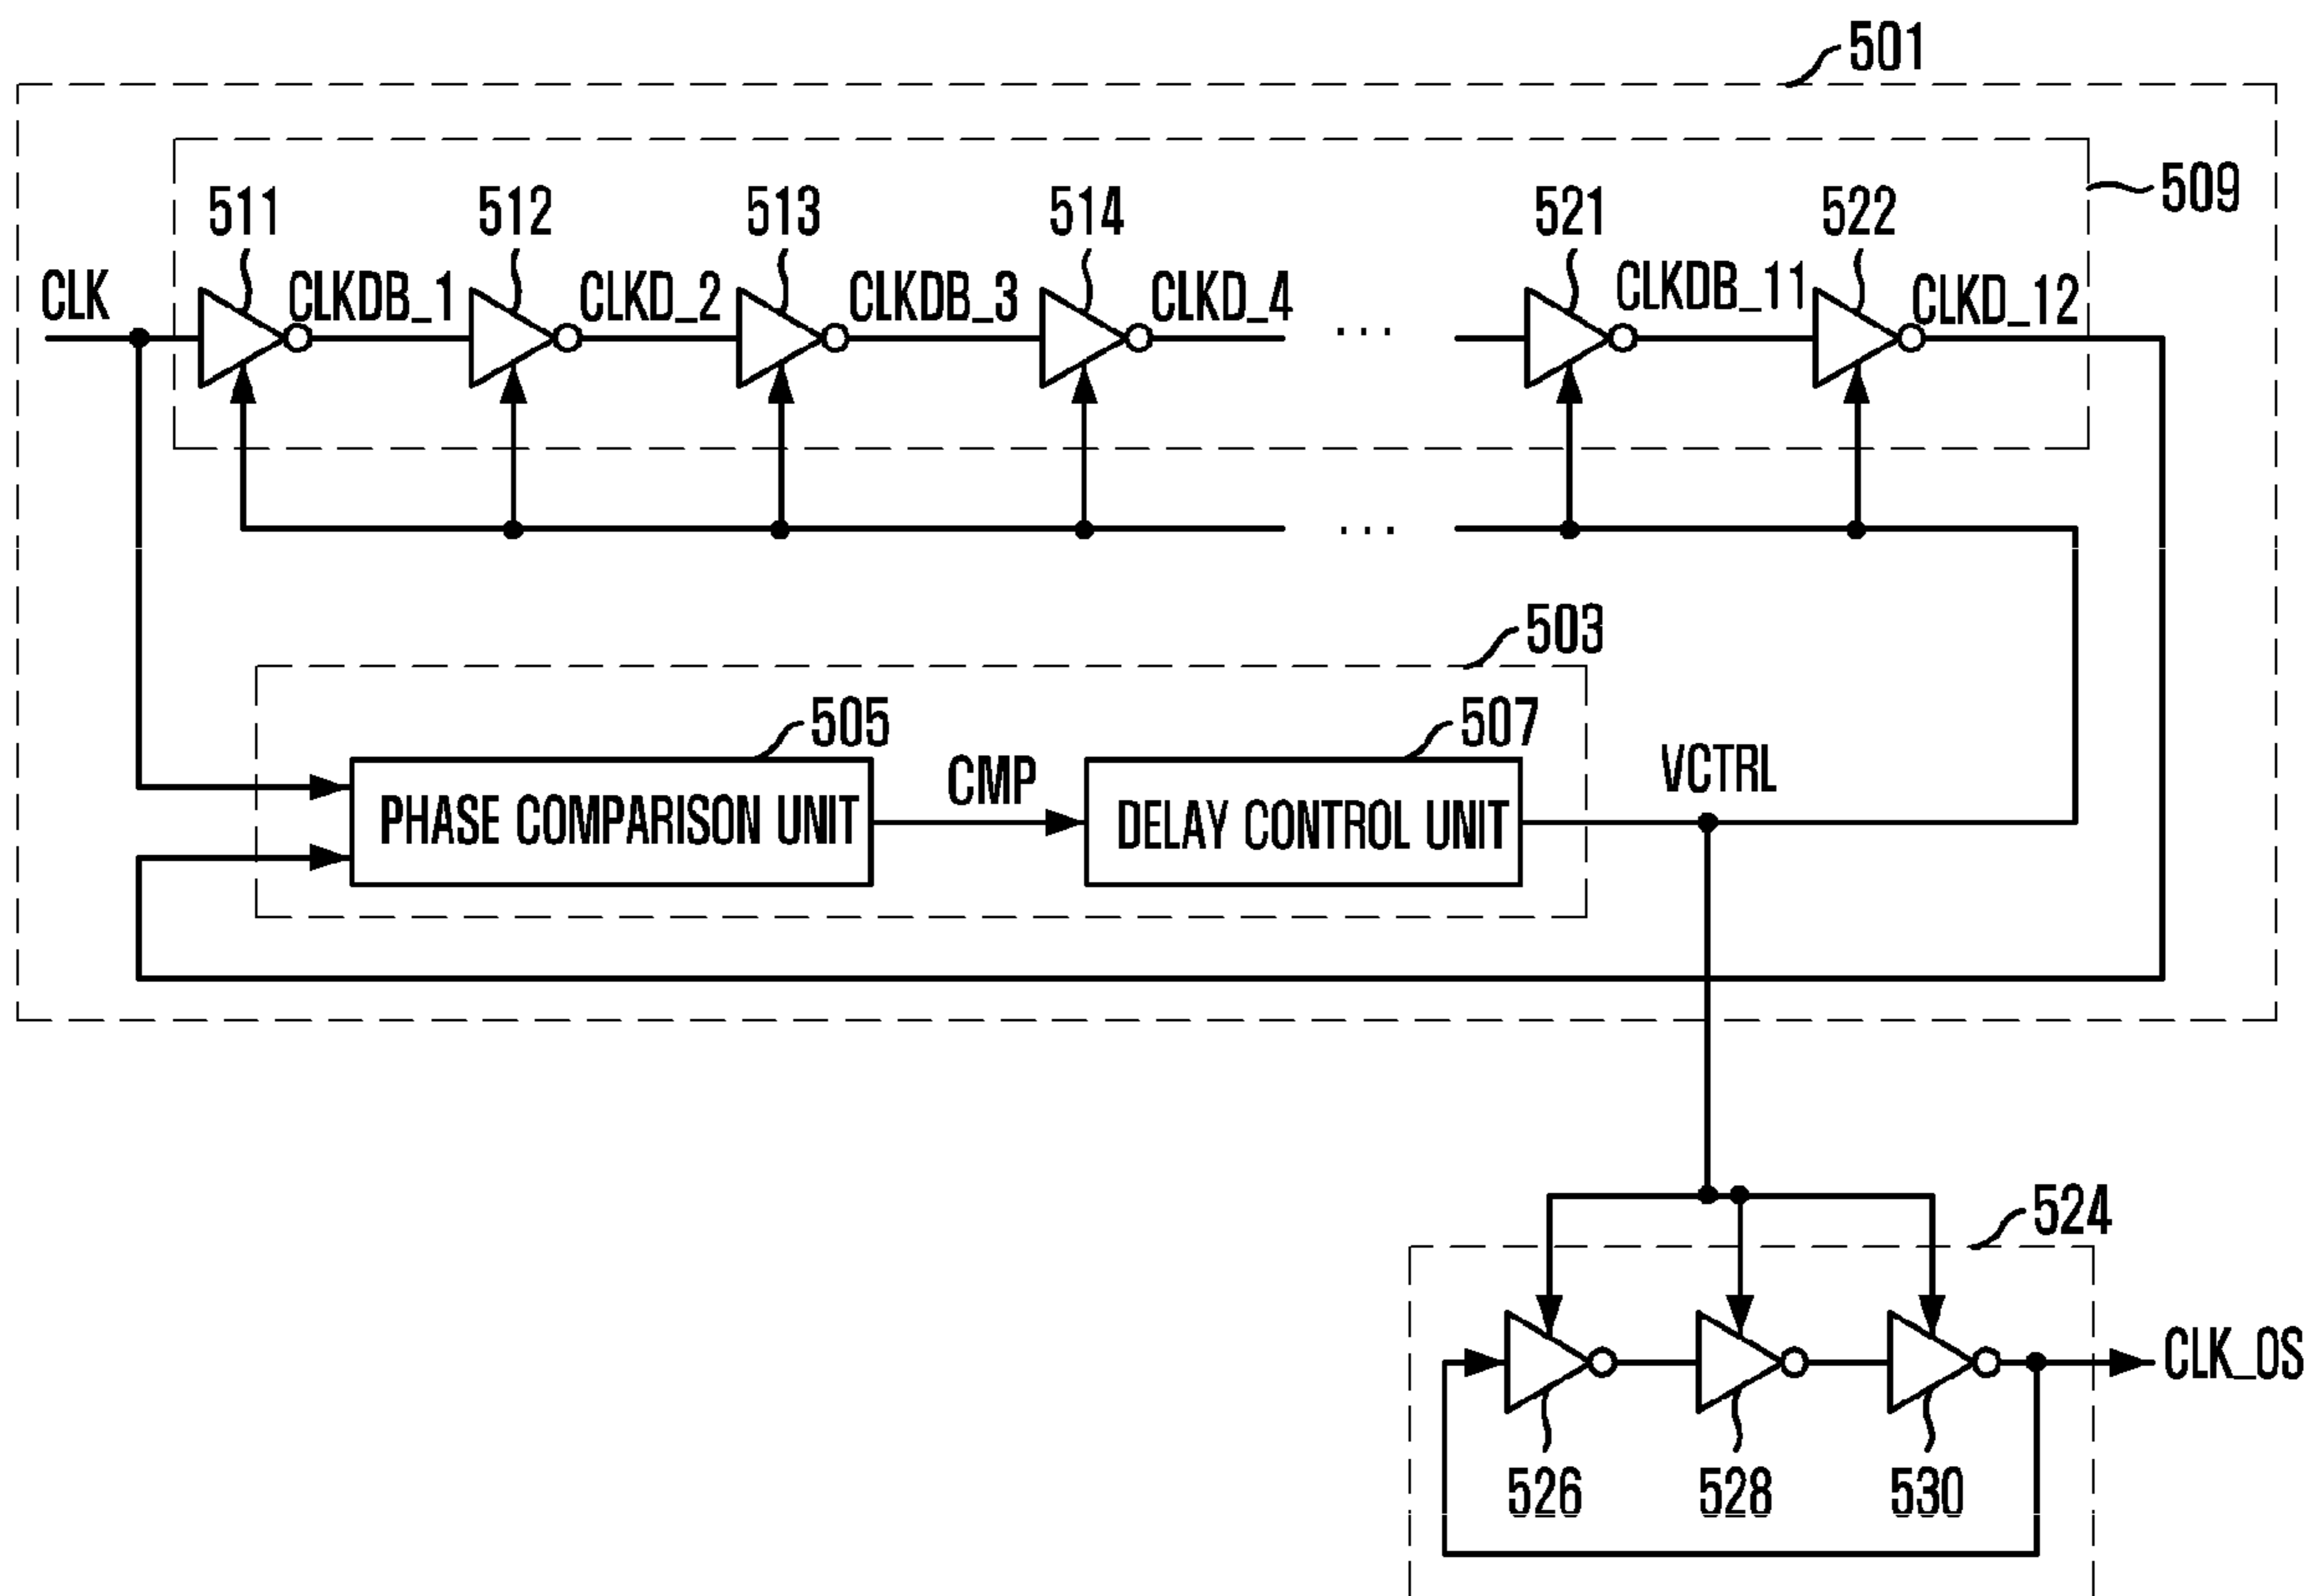 501
509
511 512 513 514 521 522
CLK CLKDB_1 CLKD_2 CLKDB_3 CLKD_4 ... CLKDB_11 CLKD_12
...
503
505 507
PHASE COMPARISON UNIT CMP DELAY CONTROL UNIT VCTRL
524
CLK_OS
526 528 530